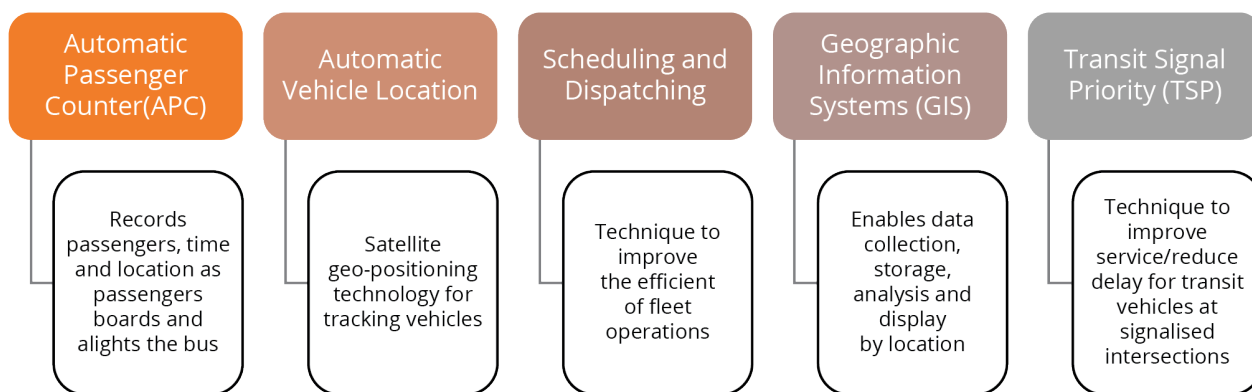 Automatic
Passenger
Counter(APC)
Records
passengers, time
and location as
passengers
boards and
alights the bus
Automatic
Vehicle Location
Satellite
geo-positioning
technology for
tracking vehicles
Scheduling and
Dispatching
Technique to
improve
the efficient
of fleet
operations
Geographic
Information
Systems (GIS)
Enables data
collection,
storage,
analysis and
display
by location
Transit Signal
Priority (TSP)
Technique to
improve
service/reduce
delay for transit
vehicles at
signalised
intersections